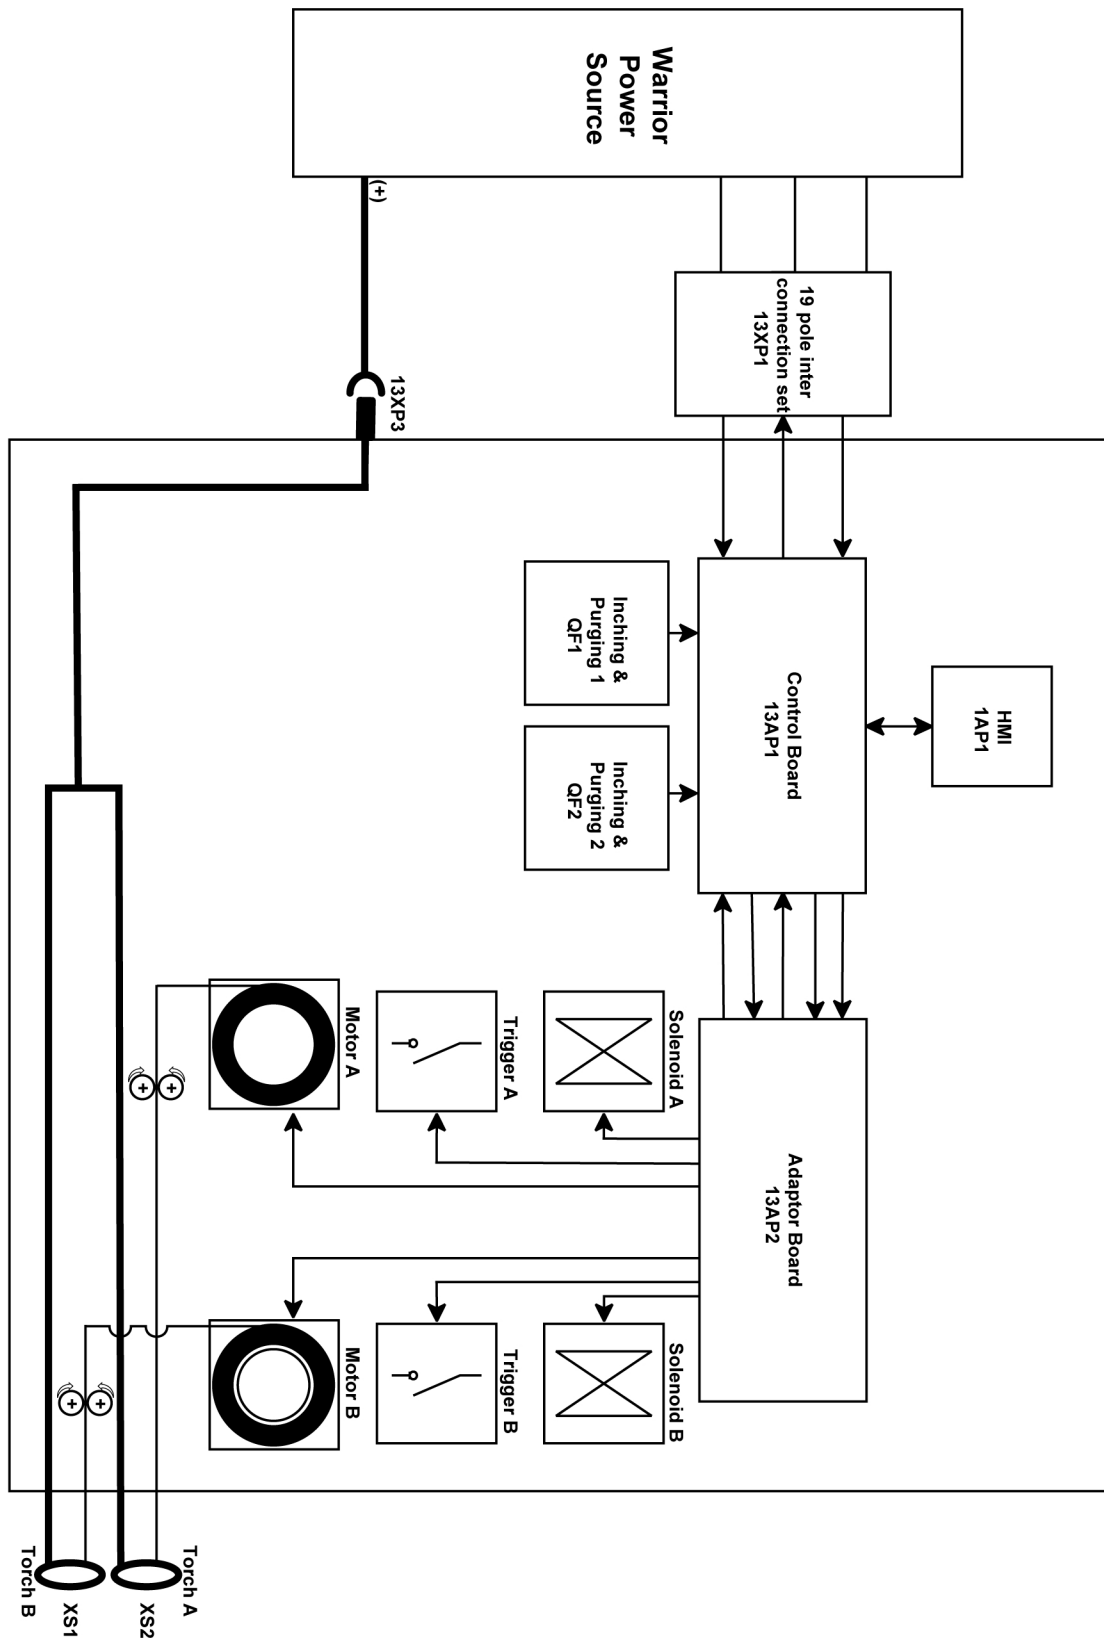 Warrior
Power
Source
(+)
13XP3
19 pole inter
connection set
13XP1
HMI
1AP1
Control Board
13AP1
Inching &
Purging 1
QF1
Inching &
Purging 2
QF2
Adaptor Board
13AP2
Solenoid A
Trigger A
Motor A
Solenoid B
Trigger B
Motor B
+
+
+
+
Torch A
XS2
XS1
Torch B